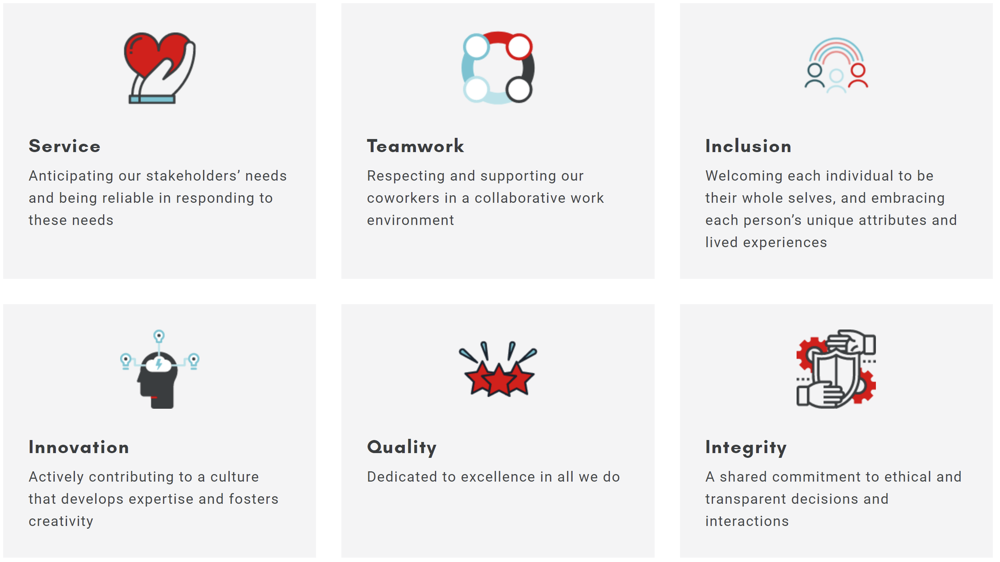 Service
Anticipating our stakeholders’ needs
and being reliable in responding to
these needs
Teamwork
Respecting and supporting our
coworkers in a collaborative work
environment
Inclusion
Welcoming each individual to be
their whole selves, and embracing
each person’s unique attributes and
lived experiences
Innovation
Actively contributing to a culture
that develops expertise and fosters
creativity
Quality
Dedicated to excellence in all we do
Integrity
A shared commitment to ethical and
transparent decisions and
interactions